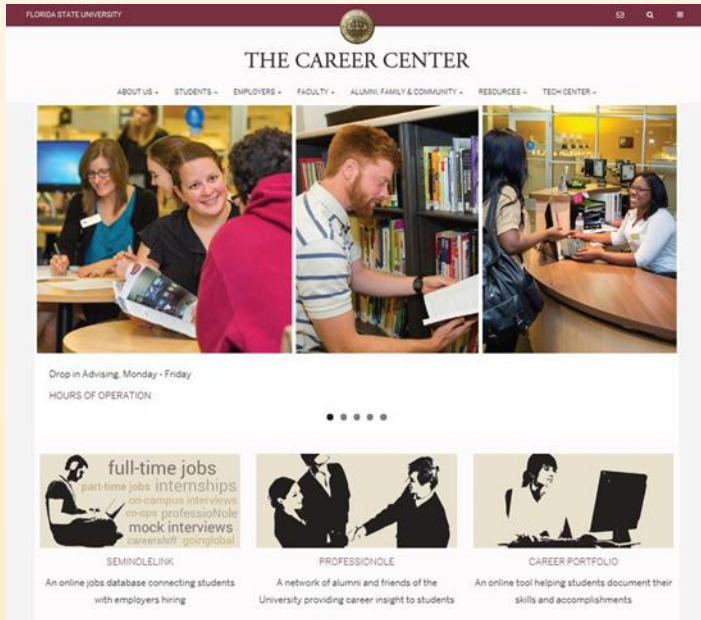 FLORIDA STATE UNIVERSITY
THE CAREER CENTER
ABOUT US STUDENTS EMPLOYERS FACULTY ALUMNI, FAMILY & COMMUNITY RESOURCES TECH CENTER
Drop in Advising, Monday - Friday
HOURS OF OPERATION
full-time jobs
part-time jobs internships
on-campus interviews
co-ops professioNole
mock interviews
careershift goinglobal
SEMINOLELINK
An online jobs database connecting students
with employers hiring
PROFESSIONOLE
A network of alumni and friends of the
University providing career insight to students
CAREER PORTFOLIO
An online tool helping students document their
skills and accomplishments